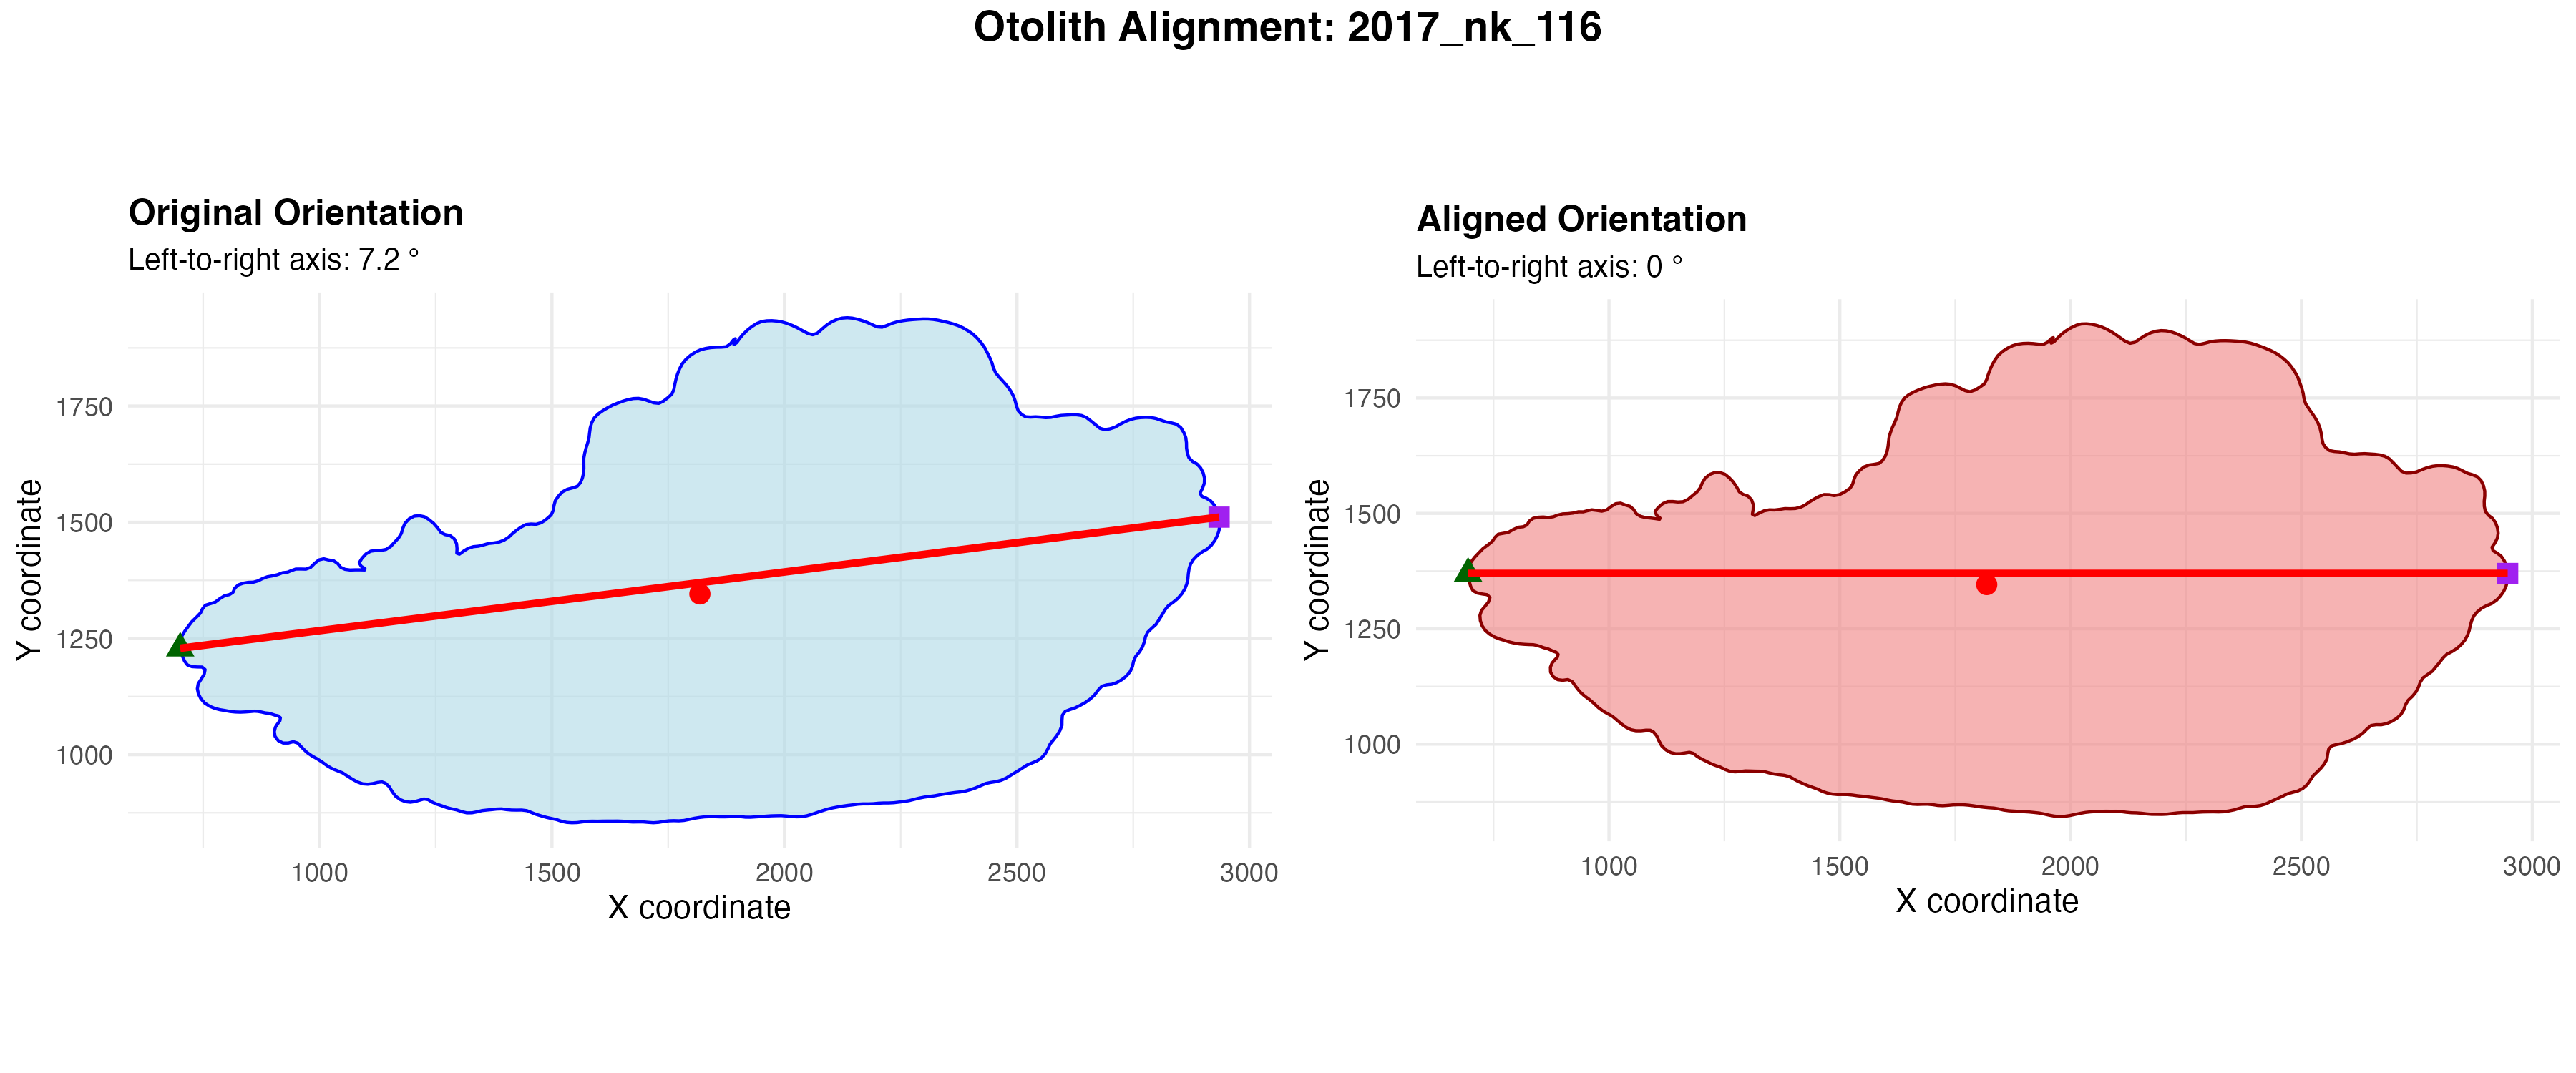 Otolith Alignment: 2017_nk_116
Original Orientation
Left-to-right axis: 7.2 °
Y coordinate
1750
1500
1250
1000
1000 1500 2000 2500 3000
X coordinate
Aligned Orientation
Left-to-right axis: 0 °
Y coordinate
1750
1500
1250
1000
1000 1500 2000 2500 3000
X coordinate